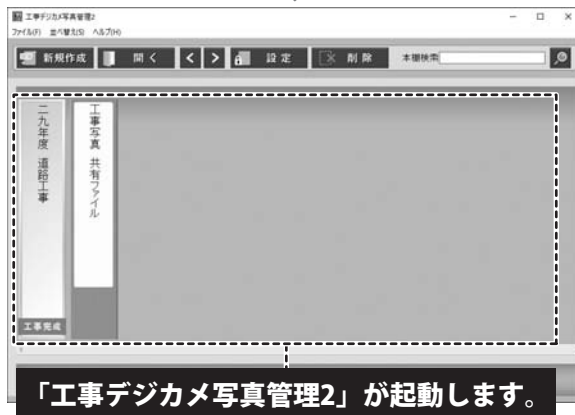 工事デジカメ写真管理2
ファイル(F) 並べ替え(S) ヘルプ(H)
新規作成 開く < > 設定 削除 本棚検索
二九年度 道路工事
工事完成
工事写真 共有ファイル
「工事デジカメ写真管理2」が起動します。